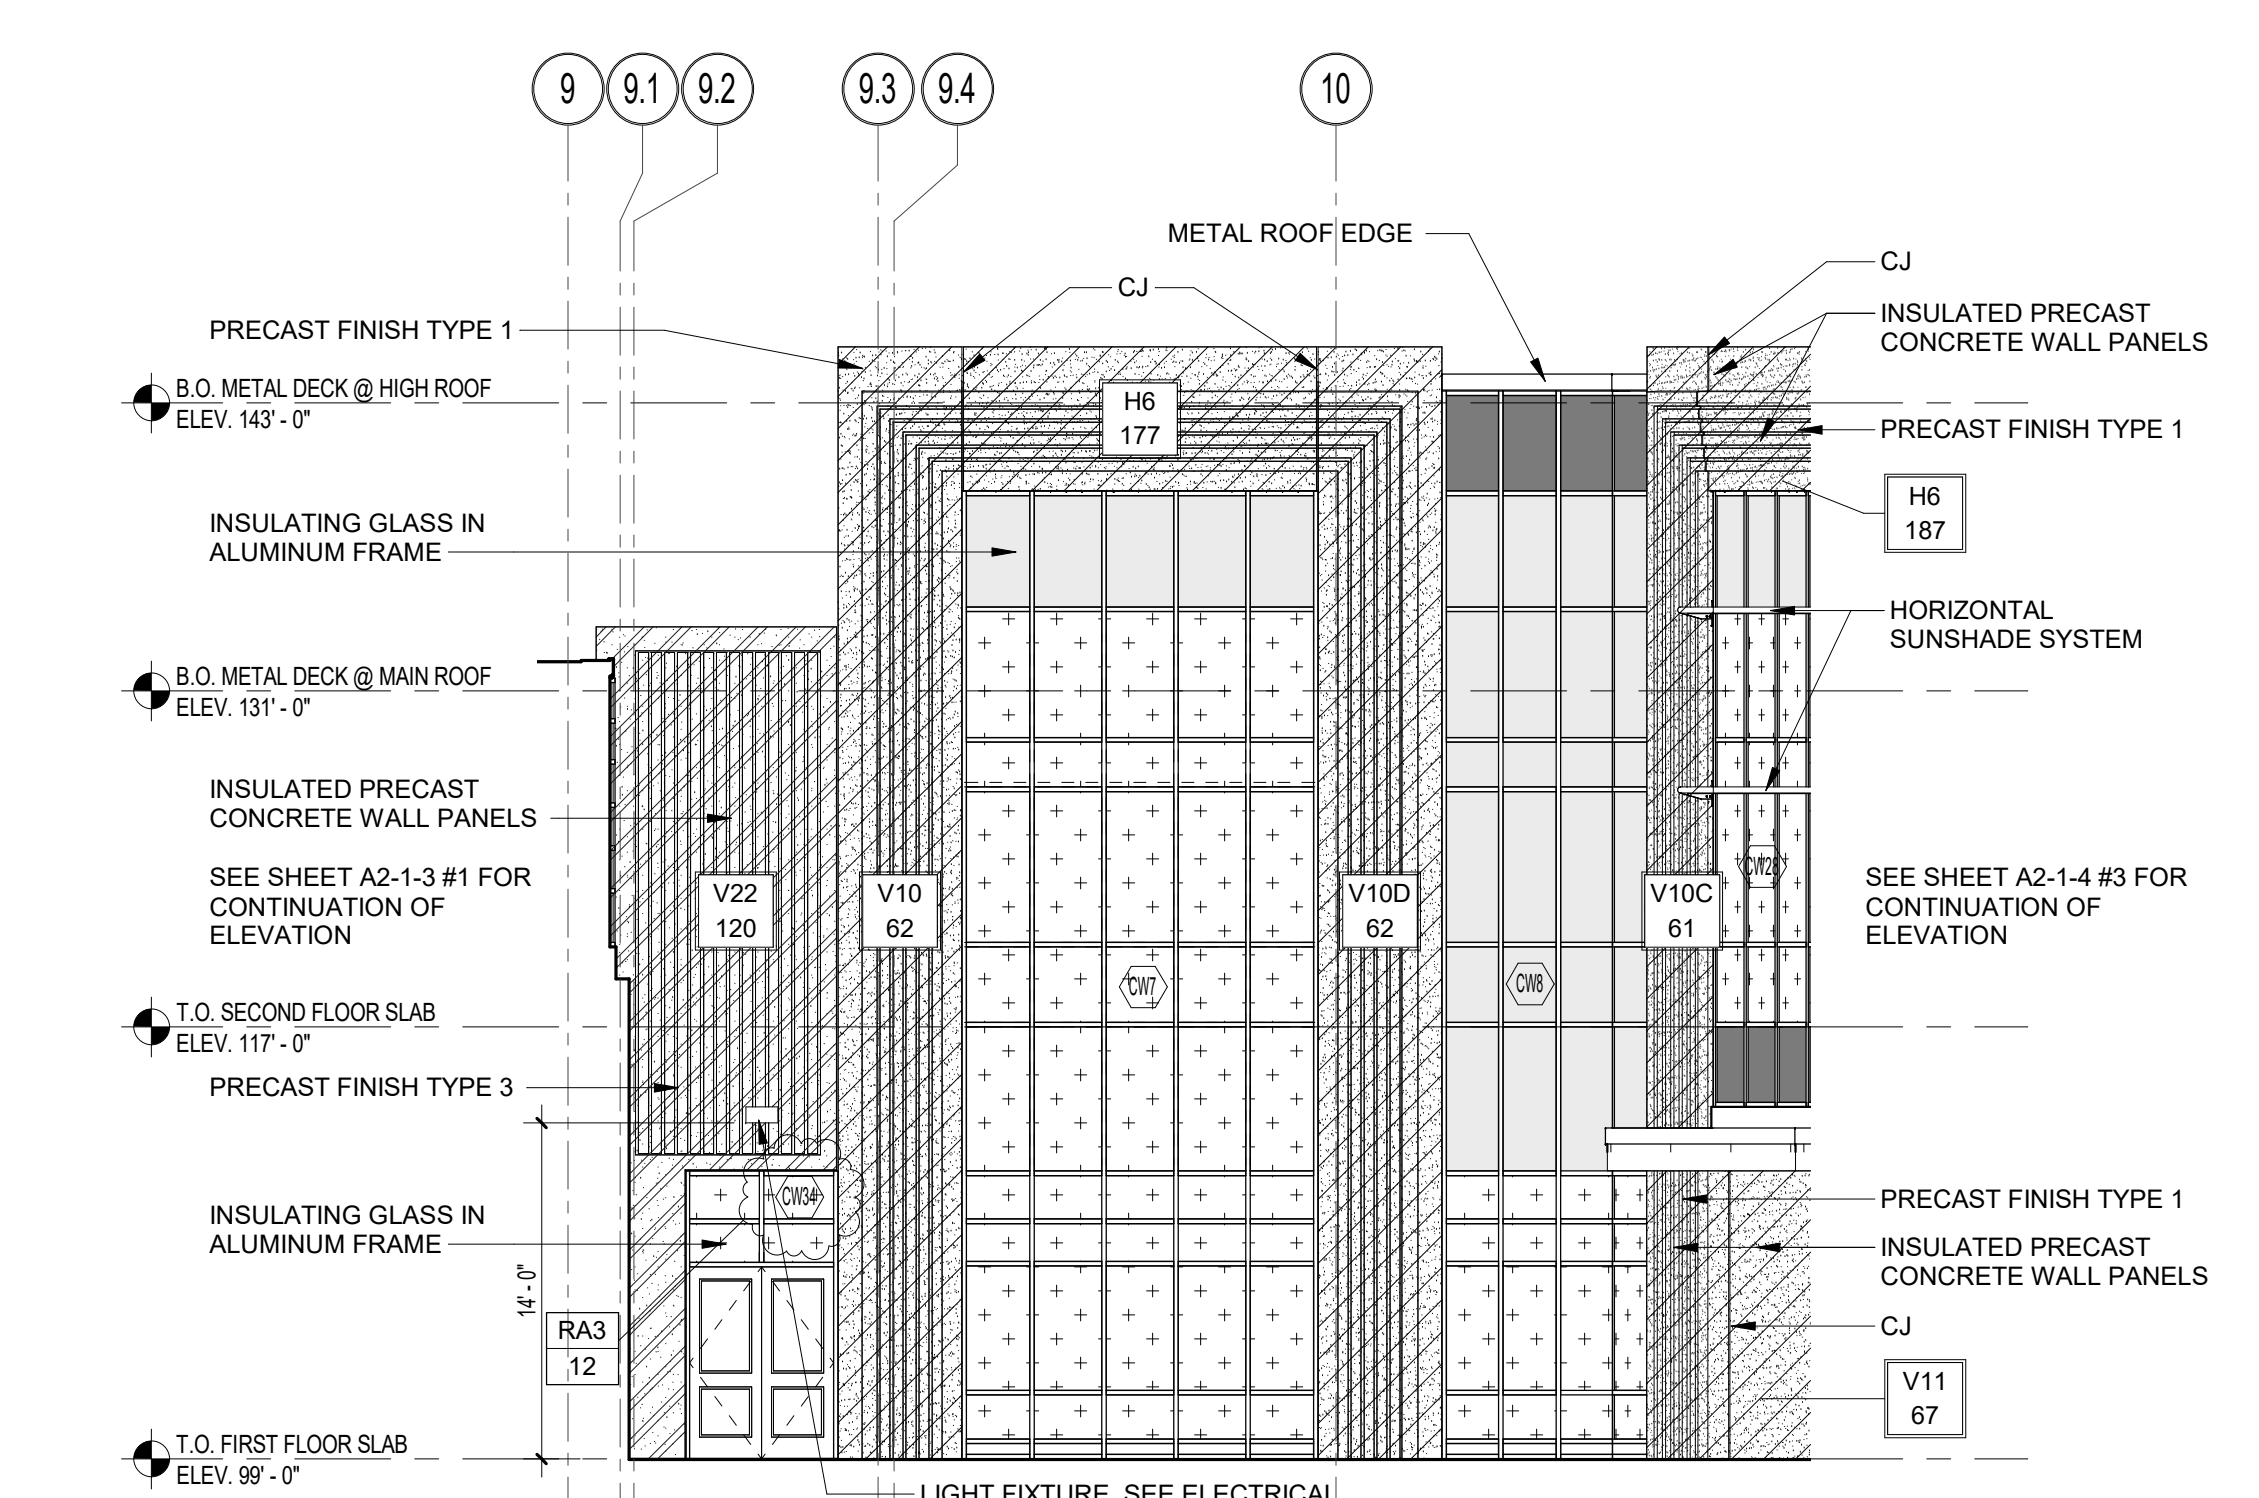 9
9.1
9.2
9.3
9.4
10
METAL ROOF EDGE
CJ
CJ
INSULATED PRECAST
CONCRETE WALL PANELS
PRECAST FINISH TYPE 1
B.O. METAL DECK @ HIGH ROOF
ELEV. 143' - 0"
H6
177
PRECAST FINISH TYPE 1
INSULATING GLASS IN
ALUMINUM FRAME
H6
187
HORIZONTAL
SUNSHADE SYSTEM
B.O. METAL DECK @ MAIN ROOF
ELEV. 131' - 0"
INSULATED PRECAST
CONCRETE WALL PANELS
SEE SHEET A2-1-3 #1 FOR
CONTINUATION OF
ELEVATION
V22
120
V10
62
V10D
62
V10C
61
CW28
SEE SHEET A2-1-4 #3 FOR
CONTINUATION OF
ELEVATION
CW7
CW8
T.O. SECOND FLOOR SLAB
ELEV. 117' - 0"
PRECAST FINISH TYPE 3
CW34
INSULATING GLASS IN
ALUMINUM FRAME
PRECAST FINISH TYPE 1
INSULATED PRECAST
CONCRETE WALL PANELS
14' - 0"
RA3
12
CJ
V11
67
T.O. FIRST FLOOR SLAB
ELEV. 99' - 0"
LIGHT FIXTURE, SEE ELECTRICAL